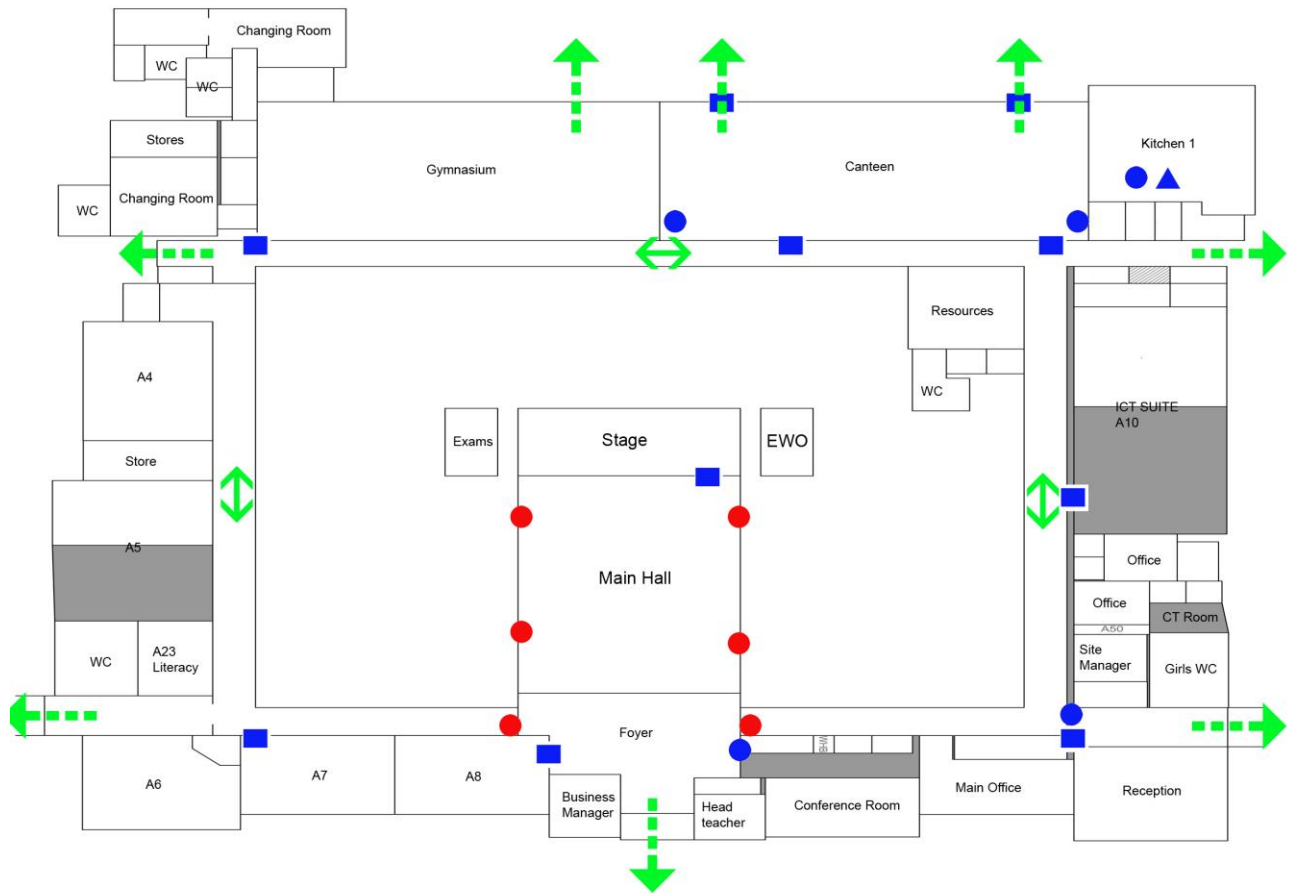 Changing Room
WC
WC
Stores
Changing Room
WC
Gymnasium
Canteen
Kitchen 1
Resources
WC
A4
Store
A5
WC
A23
Literacy
Exams
Stage
EWO
Main Hall
ICT SUITE
A10
Office
Office
CT Room
A50
Site
Manager
Girls WC
Foyer
A6
A7
A8
Business
Manager
Head
teacher
WHB
Conference Room
Main Office
Reception